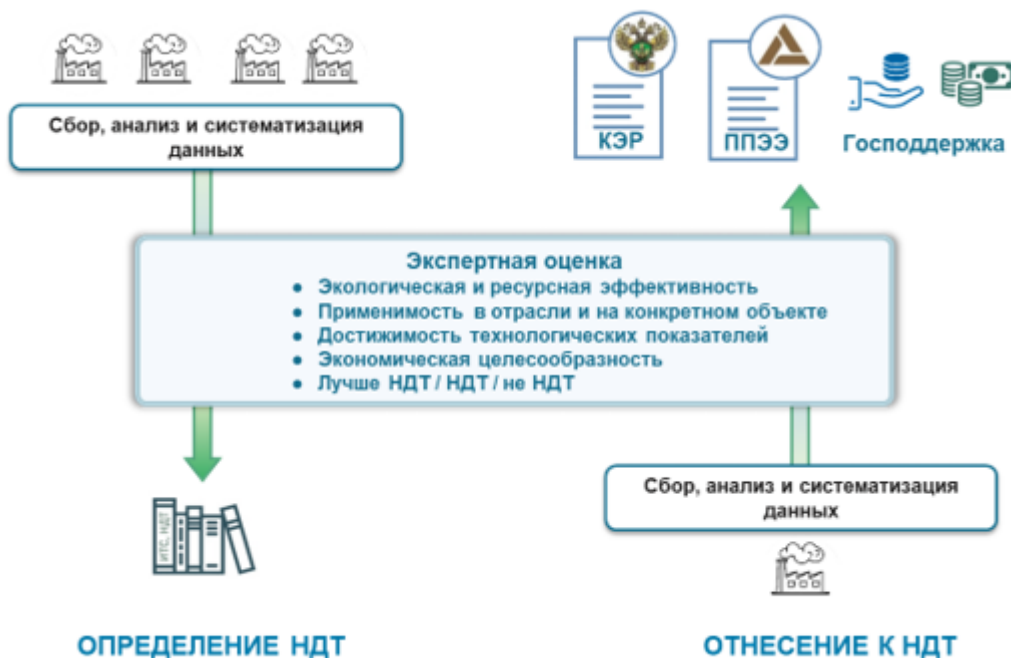 Сбор, анализ и систематизация
данных
КЭР
ППЭЭ
Господдержка
Экспертная оценка
● Экологическая и ресурсная эффективность
● Применимость в отрасли и на конкретном объекте
● Достижимость технологических показателей
● Экономическая целесообразность
● Лучше НДТ / НДТ / не НДТ
Сбор, анализ и систематизация
данных
ИТС, НДТ
ОПРЕДЕЛЕНИЕ НДТ
ОТНЕСЕНИЕ К НДТ